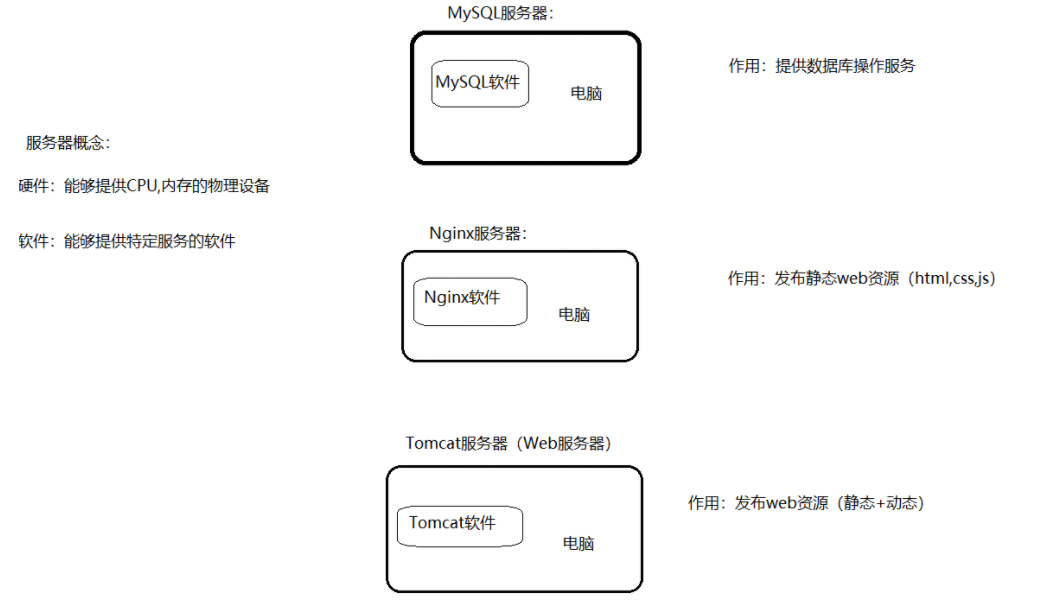 MySQL服务器：
MySQL软件
电脑
作用：提供数据库操作服务
服务器概念：
硬件：能够提供CPU,内存的物理设备
软件：能够提供特定服务的软件
Nginx服务器：
Nginx软件
电脑
作用：发布静态web资源（html,css,js）
Tomcat服务器（Web服务器）
Tomcat软件
电脑
作用：发布web资源（静态+动态）